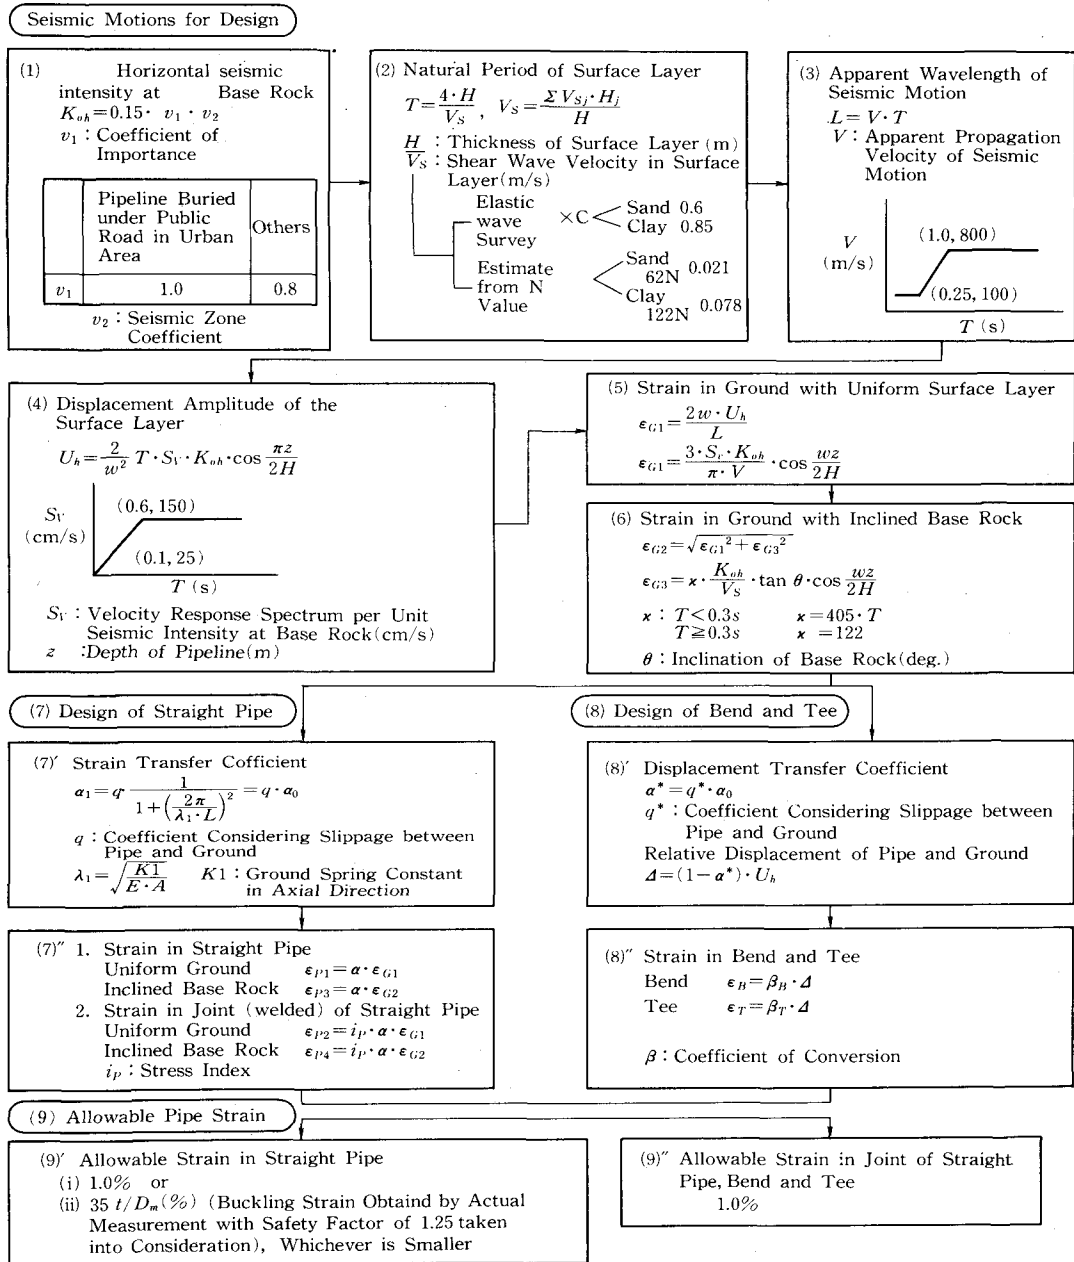 Seismic Motions for Design
(1) Horizontal seismic
intensity at Base Rock
K_oh=0.15· v₁ · v₂
v₁ : Coefficient of
Importance
Pipeline Buried
under Public
Road in Urban
Area
Others
v₁ 1.0 0.8
v₂ : Seismic Zone
Coefficient
(2) Natural Period of Surface Layer
T=4·H/V_S , V_S=ΣV_Sj·H_j/H
H : Thickness of Surface Layer (m)
V̅_S : Shear Wave Velocity in Surface
Layer(m/s)
Elastic
wave
Survey
×C
Sand 0.6
Clay 0.85
Estimate
from N
Value
Sand
62N 0.021
Clay
122N 0.078
(3) Apparent Wavelength of
Seismic Motion
L=V·T
V : Apparent Propagation
Velocity of Seismic
Motion
V
(m/s)
(1.0, 800)
(0.25, 100)
T (s)
(4) Displacement Amplitude of the
Surface Layer
U_h=2/w² T·S_V·K_oh·cos πz/2H
S_V
(cm/s)
(0.6, 150)
(0.1, 25)
T (s)
S_V : Velocity Response Spectrum per Unit
Seismic Intensity at Base Rock(cm/s)
z :Depth of Pipeline(m)
(5) Strain in Ground with Uniform Surface Layer
ε_G1=2w·U_h/L
ε_G1=3·S_r·K_oh/π·V ·cos wz/2H
(6) Strain in Ground with Inclined Base Rock
ε_G2=√ε_G1²+ε_G3²
ε_G3=κ·K_oh/V_S·tan θ·cos wz/2H
κ : T<0.3s κ=405·T
T≧0.3s κ =122
θ : Inclination of Base Rock(deg.)
(7) Design of Straight Pipe
(7)′ Strain Transfer Cofficient
α₁=q· 1/1+(2π/λ₁·L)² =q·α₀
q : Coefficient Considering Slippage between
Pipe and Ground
λ₁=√K1/E·A K1 : Ground Spring Constant
in Axial Direction
(7)″ 1. Strain in Straight Pipe
Uniform Ground ε_P1=α·ε_G1
Inclined Base Rock ε_P3=α·ε_G2
2. Strain in Joint (welded) of Straight Pipe
Uniform Ground ε_P2=i_P·α·ε_G1
Inclined Base Rock ε_P4=i_P·α·ε_G2
i_P : Stress Index
(8) Design of Bend and Tee
(8)′ Displacement Transfer Coefficient
α*=q*·α₀
q* : Coefficient Considering Slippage between
Pipe and Ground
Relative Displacement of Pipe and Ground
Δ=(1−α*)·U_h
(8)″ Strain in Bend and Tee
Bend ε_B=β_B·Δ
Tee ε_T=β_T·Δ
β : Coefficient of Conversion
(9) Allowable Pipe Strain
(9)′ Allowable Strain in Straight Pipe
(i) 1.0% or
(ii) 35 t/D_m(%) (Buckling Strain Obtaind by Actual
Measurement with Safety Factor of 1.25 taken
into Consideration), Whichever is Smaller
(9)″ Allowable Strain in Joint of Straight
Pipe, Bend and Tee
1.0%